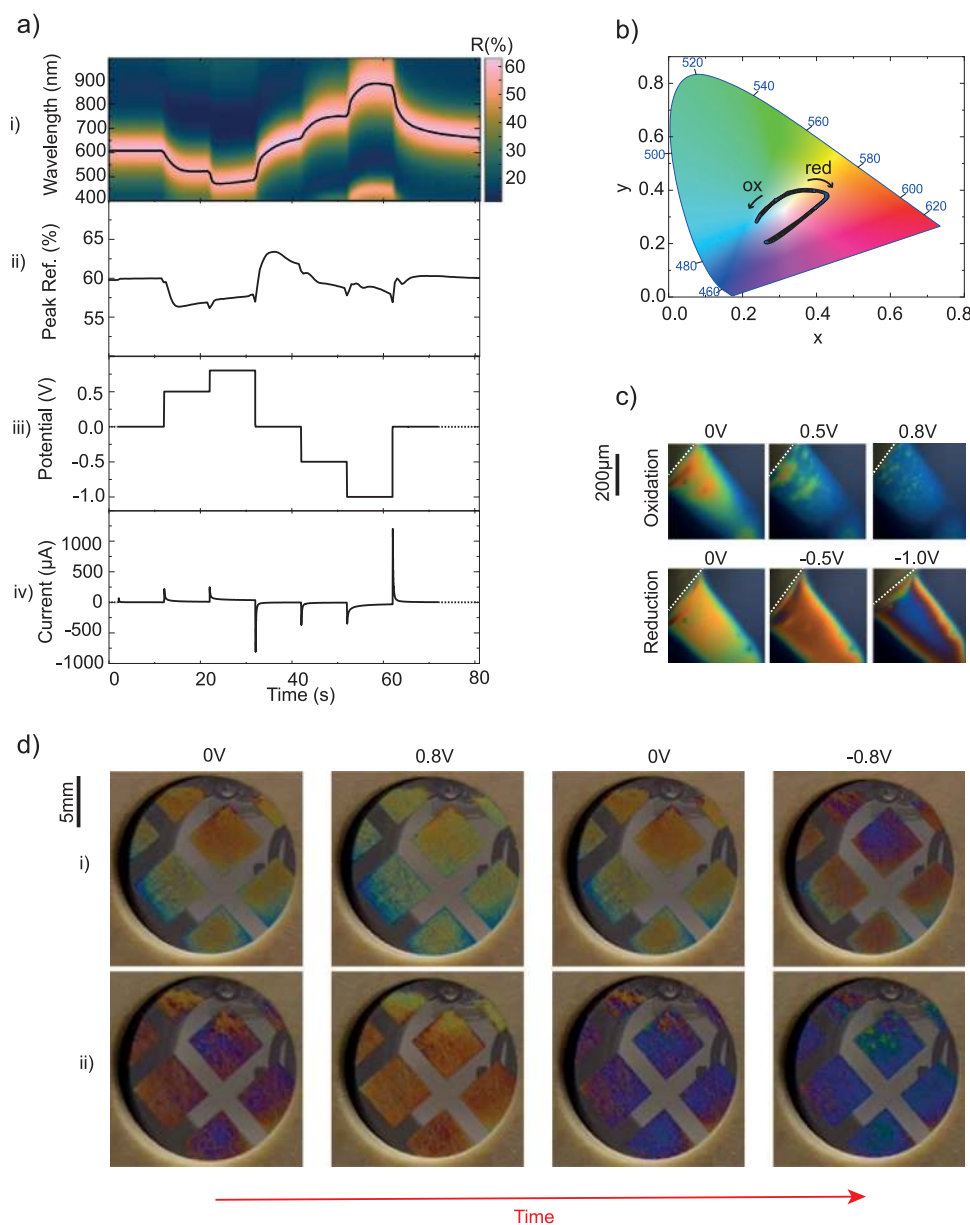 a)
R(%)
i)
Wavelength (nm)
900
800
700
600
500
400
60
50
40
30
20
ii)
Peak Ref. (%)
65
60
55
iii)
Potential (V)
0.5
0.0
-0.5
-1.0
iv)
Current (µA)
1000
500
0
-500
-1000
0 20 40 60 80
Time (s)
b)
y
0.8
0.6
0.4
0.2
0.0
520
540
560
500
580
600
620
480
460
ox
red
0.0 0.2 0.4 0.6 0.8
x
c)
200µm
0V 0.5V 0.8V
Oxidation
0V -0.5V -1.0V
Reduction
d)
0V 0.8V 0V -0.8V
5mm
i)
ii)
Time